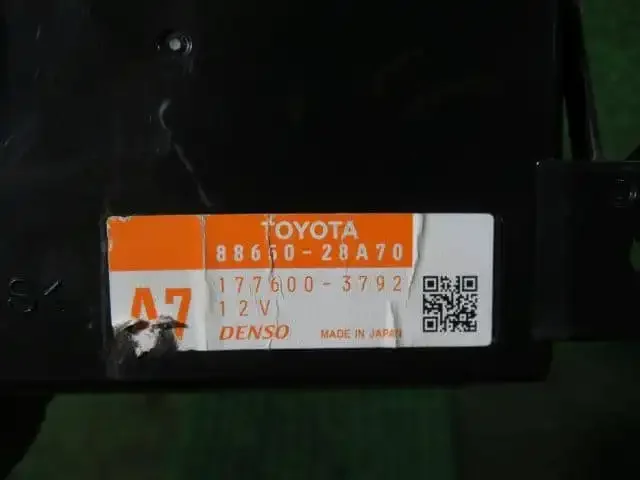 TOYOTA
88650-28A70
177600-3792
A7
12V
DENSO
MADE IN JAPAN